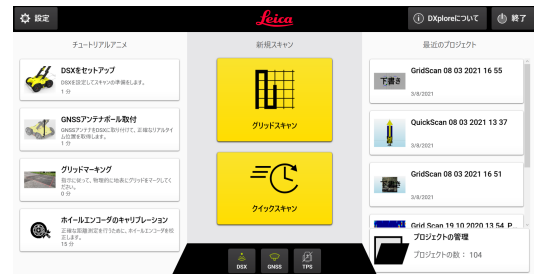 設定
Leica
DXploreについて
終了
チュートリアルアニメ
DSXをセットアップ
DSXを設定してスキャンの準備をします。
1 分
GNSSアンテナポール取付
GNSSアンテナをDSXに取り付けて、正確なリアルタイ
ム位置を取得します。
1 分
グリッドマーキング
指示に従って、物理的に地表にグリッドをマークしてく
ださい。
0 分
ホイールエンコーダのキャリブレーション
正確な距離測定を行うために、ホイールエンコーダを校
正します。
15 分
新規スキャン
グリッドスキャン
クイックスキャン
DSX
GNSS
TPS
最近のプロジェクト
下書き
GridScan 08 03 2021 16 55
3/8/2021
QuickScan 08 03 2021 13 37
3/8/2021
GridScan 08 03 2021 16 51
3/8/2021
Grid Scan 19 10 2020 13 54_P
プロジェクトの管理
プロジェクトの数： 104